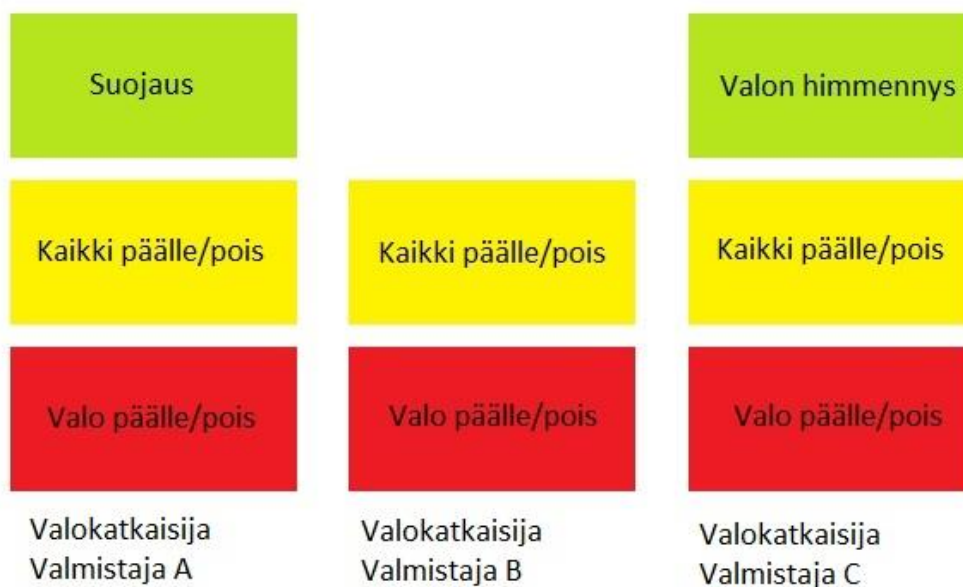 Suojaus
Valon himmennys
Kaikki päälle/pois
Kaikki päälle/pois
Kaikki päälle/pois
Valo päälle/pois
Valo päälle/pois
Valo päälle/pois
Valokatkaisija
Valmistaja A
Valokatkaisija
Valmistaja B
Valokatkaisija
Valmistaja C